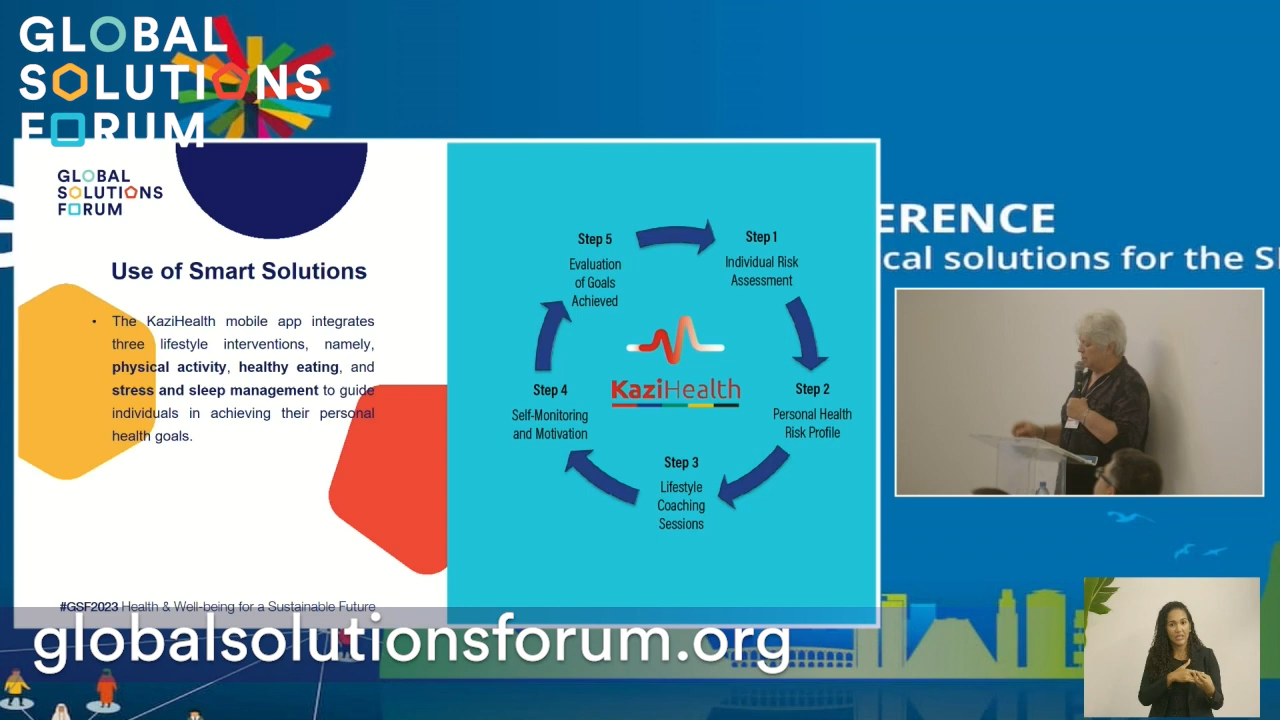 GLOBAL
SOLUTIONS
FORUM
GLOBAL
SOLUTIONS
FORUM
Use of Smart Solutions
• The KaziHealth mobile app integrates
three lifestyle interventions, namely,
physical activity, healthy eating, and
stress and sleep management to guide
individuals in achieving their personal
health goals.
#GSF2023 Health & Well-being for a Sustainable Future
Step 1
Individual Risk
Assessment
Step 2
Personal Health
Risk Profile
Step 3
Lifestyle
Coaching
Sessions
Step 4
Self-Monitoring
and Motivation
Step 5
Evaluation
of Goals
Achieved
KaziHealth
ERENCE
cal solutions for the S
globalsolutionsforum.org